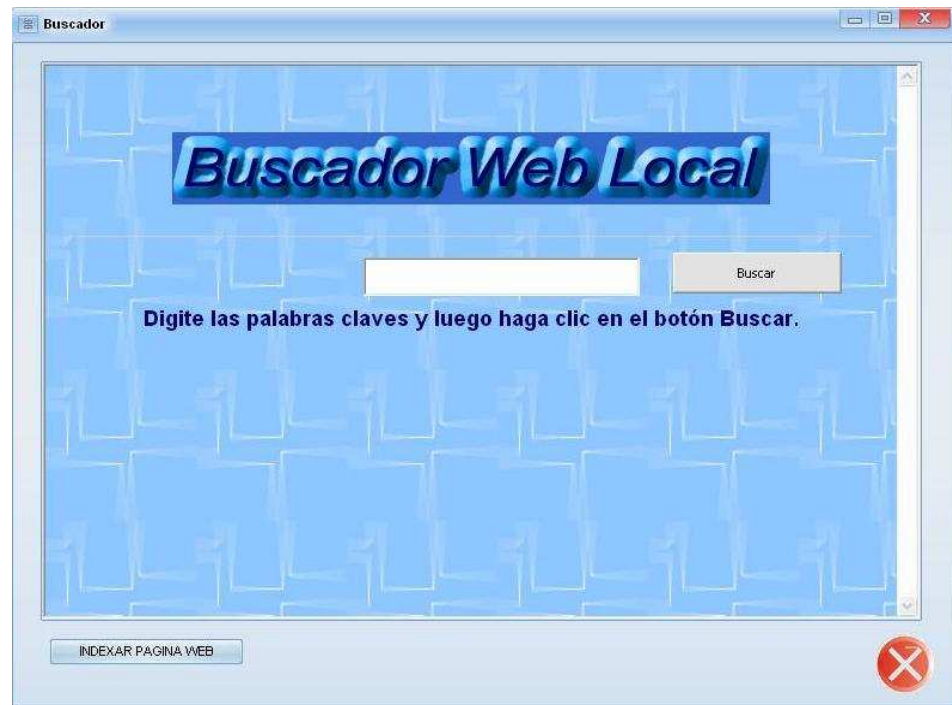 Buscador
Buscador Web Local
Buscar
Digite las palabras claves y luego haga clic en el botón Buscar.
INDEXAR PAGINA WEB